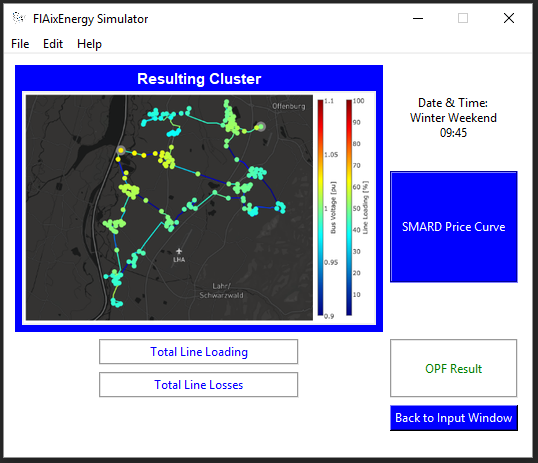 FlAixEnergy Simulator
File Edit Help
Resulting Cluster
Offenburg
LHA
Lahr/
Schwarzwald
1.1
1.05
1
0.95
0.9
Bus Voltage [pu]
100
90
80
70
60
50
40
30
20
10
Line Loading [%]
Date & Time:
Winter Weekend
09:45
SMARD Price Curve
Total Line Loading
Total Line Losses
OPF Result
Back to Input Window